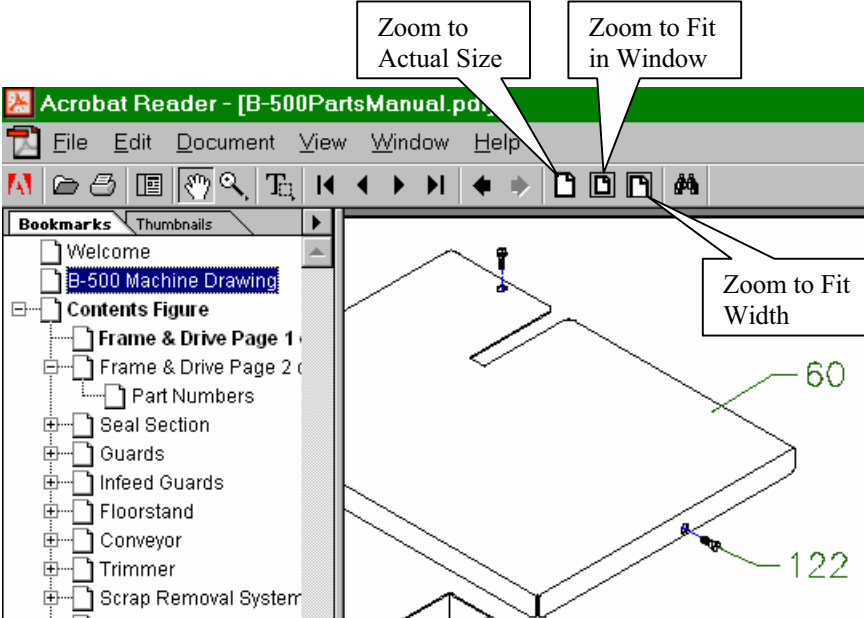 Zoom to
Actual Size
Zoom to Fit
in Window
Acrobat Reader - [B-500PartsManual.pd
File Edit Document View Window Help
Bookmarks Thumbnails
Welcome
B-500 Machine Drawing
Contents Figure
Frame & Drive Page 1
Frame & Drive Page 2
Part Numbers
Seal Section
Guards
Infeed Guards
Floorstand
Conveyor
Trimmer
Scrap Removal System
Zoom to Fit
Width
60
122